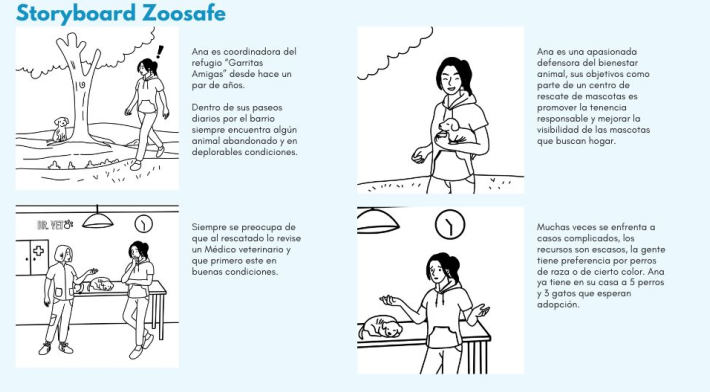 Storyboard Zoosafe
Ana es coordinadora del
refugio "Garritas
Amigas" desde hace un
par de años.
Dentro de sus paseos
diarios por el barrio
siempre encuentra algún
animal abandonado y en
deplorables condiciones.
Ana es una apasionada
defensora del bienestar
animal, sus objetivos como
parte de un centro de
rescate de mascotas es
promover la tenencia
responsable y mejorar la
visibilidad de las mascotas
que buscan hogar.
DR. VET
Siempre se preocupa de
que al rescatado lo revise
un Médico veterinario y
que primero este en
buenas condiciones.
Muchas veces se enfrenta a
casos complicados, los
recursos son escasos, la gente
tiene preferencia por perros
de raza o de cierto color. Ana
ya tiene en su casa a 5 perros
y 3 gatos que esperan
adopción.